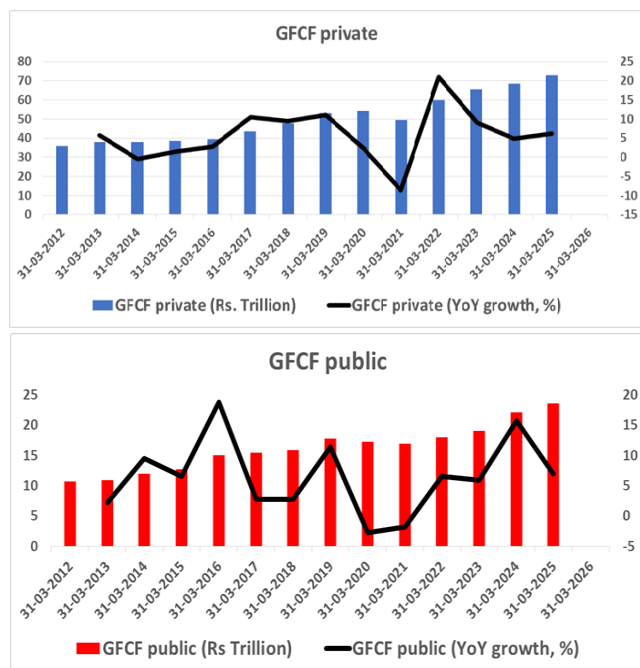 GFCF private
80 25
70 20
60 15
50 10
40 5
30 0
20 -5
10 -10
0 -15
31-03-2012 31-03-2013 31-03-2014 31-03-2015 31-03-2016 31-03-2017 31-03-2018 31-03-2019 31-03-2020 31-03-2021 31-03-2022 31-03-2023 31-03-2024 31-03-2025 31-03-2026
GFCF private (Rs. Trillion) GFCF private (YoY growth, %)
GFCF public
25 20
20 15
15 10
10 5
5 0
0 -5
31-03-2012 31-03-2013 31-03-2014 31-03-2015 31-03-2016 31-03-2017 31-03-2018 31-03-2019 31-03-2020 31-03-2021 31-03-2022 31-03-2023 31-03-2024 31-03-2025 31-03-2026
GFCF public (Rs Trillion) GFCF public (YoY growth, %)